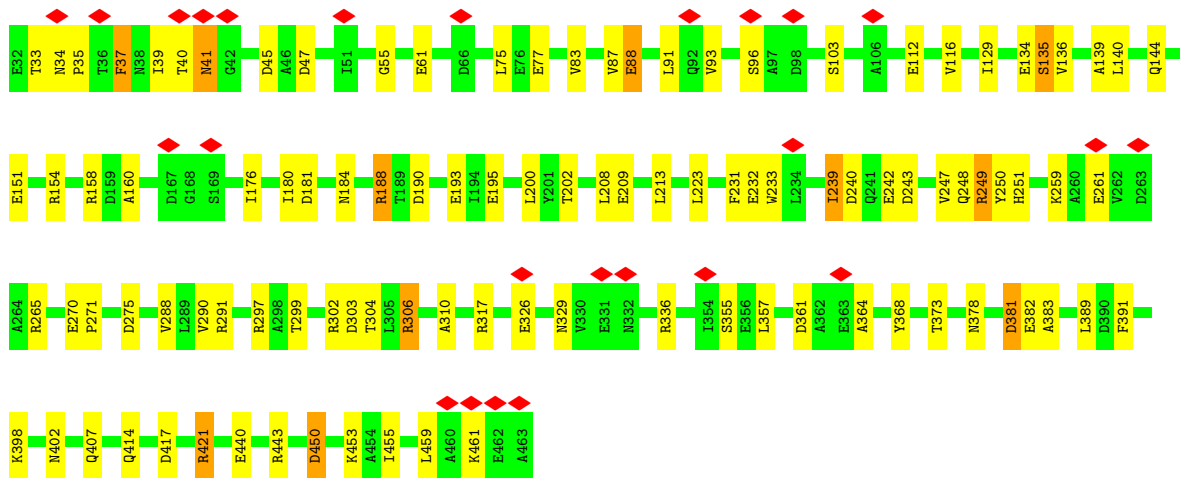 E32 T33 N34 P35 T36 F37 N38 I39 T40 N41 G42 D45 A46 D47 I51 G55 E61 D66 L75 E76 E77 V83 V87 E88 L91 Q92 V93 S96 A97 D98 S103 A106 E112 V116 I129 E134 S135 V136 A139 L140 Q144
E151 R154 R158 D159 A160 D167 G168 S169 I176 I180 D181 N184 R188 T189 D190 E193 I194 E195 L200 Y201 T202 L208 E209 L213 L223 F231 E232 W233 L234 I239 D240 Q241 E242 D243 V247 Q248 R249 Y250 H251 K259 A260 E261 V262 D263
A264 R265 E270 P271 D275 V288 L289 V290 R291 R297 A298 T299 R302 D303 T304 L305 R306 A310 R317 E326 N329 V330 E331 N332 R336 I354 S355 E356 L357 D361 A362 E363 A364 Y368 T373 N378 D381 E382 A383 L389 D390 F391
K398 N402 Q407 Q414 D417 R421 E440 R443 D450 K453 A454 I455 L459 A460 K461 E462 A463